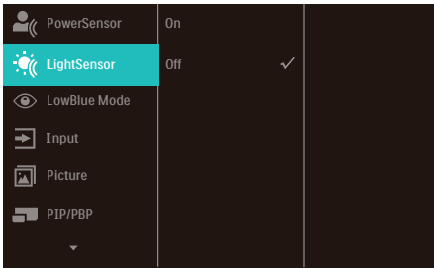 PowerSensor
On
LightSensor
Off
LowBlue Mode
Input
Picture
PIP/PBP